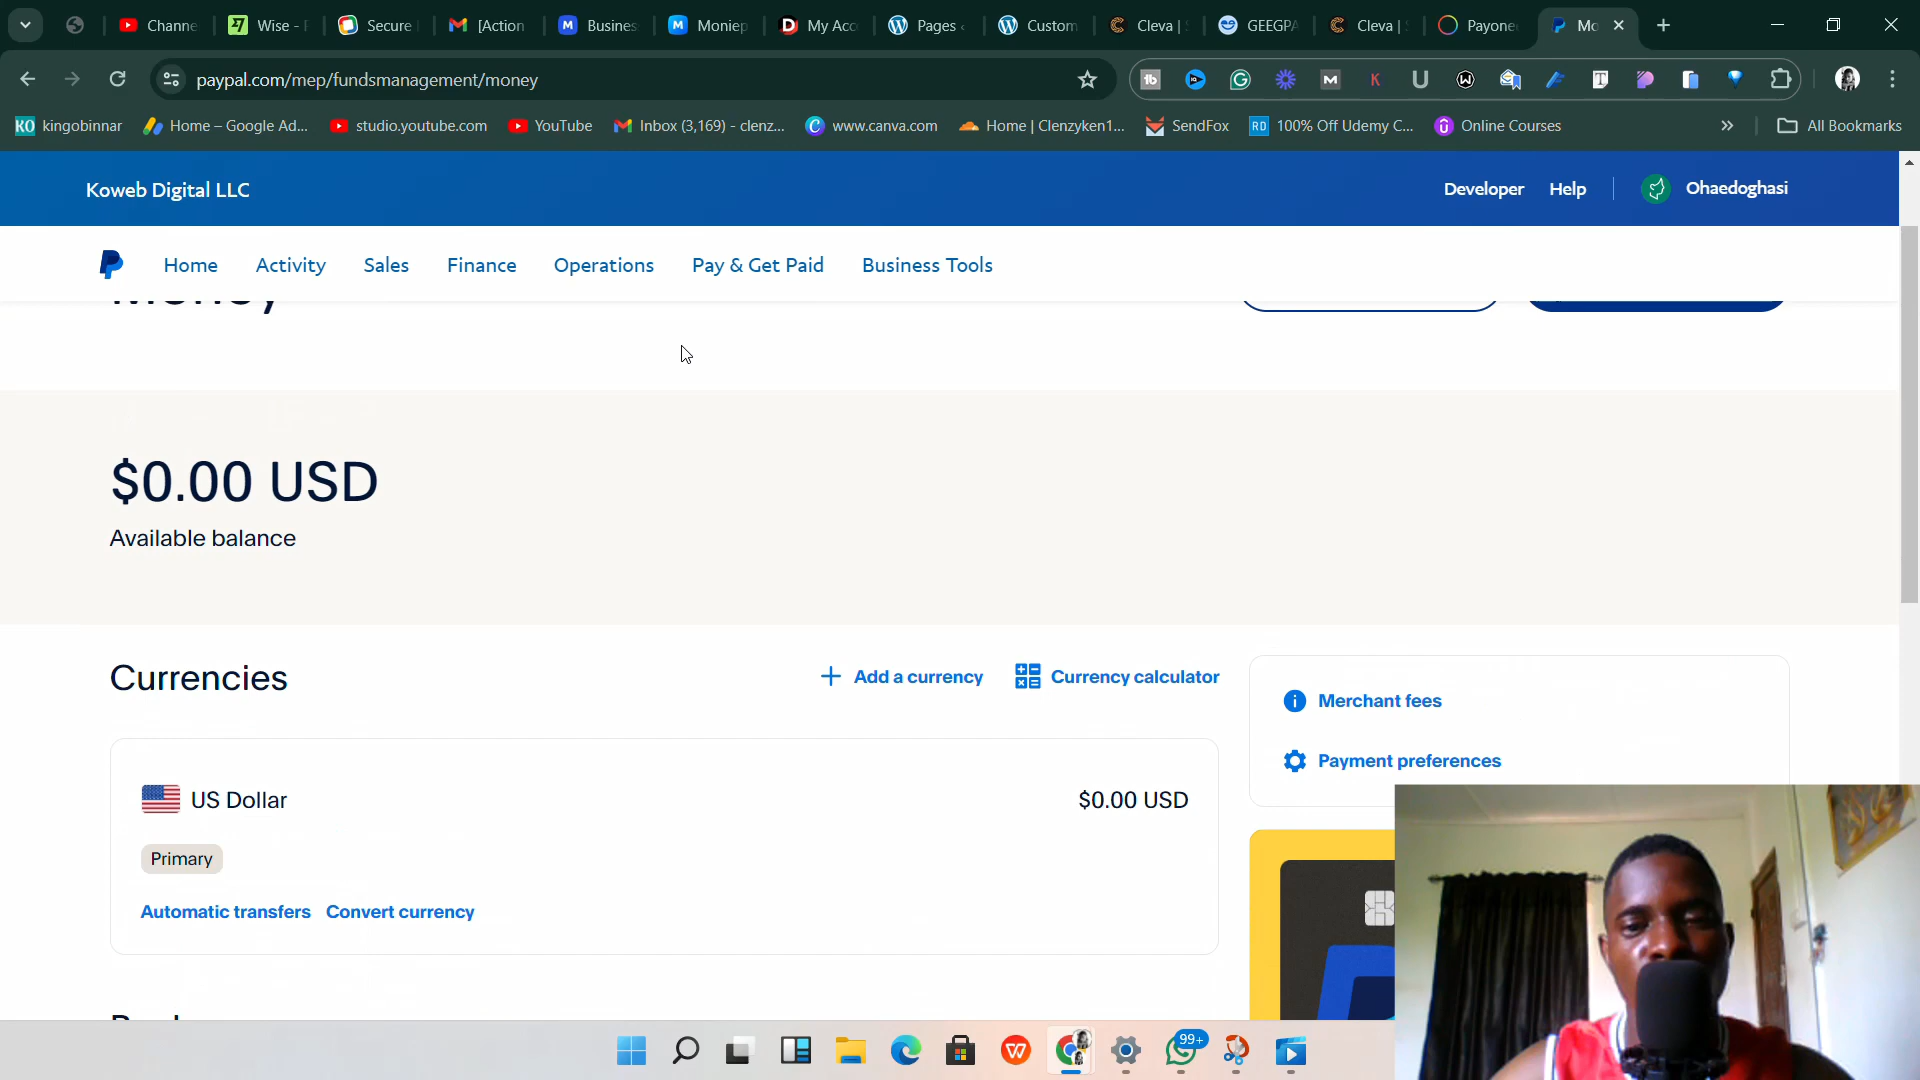 Channe
Wise -
Secure
[Action
Busines
Moniep
My Acc
Pages
Custom
Cleva |
GEEGPA
Cleva |
Payone
Mo
paypal.com/mep/fundsmanagement/money
KO kingobinnar
Home – Google Ad...
studio.youtube.com
YouTube
Inbox (3,169) - clenz...
www.canva.com
Home | Clenzyken1...
SendFox
RD 100% Off Udemy C...
Online Courses
All Bookmarks
Koweb Digital LLC
Developer
Help
Ohaedoghasi
Home
Activity
Sales
Finance
Operations
Pay & Get Paid
Business Tools
Money
$0.00 USD
Available balance
Currencies
Add a currency
Currency calculator
Merchant fees
Payment preferences
US Dollar
$0.00 USD
Primary
Automatic transfers
Convert currency
99+